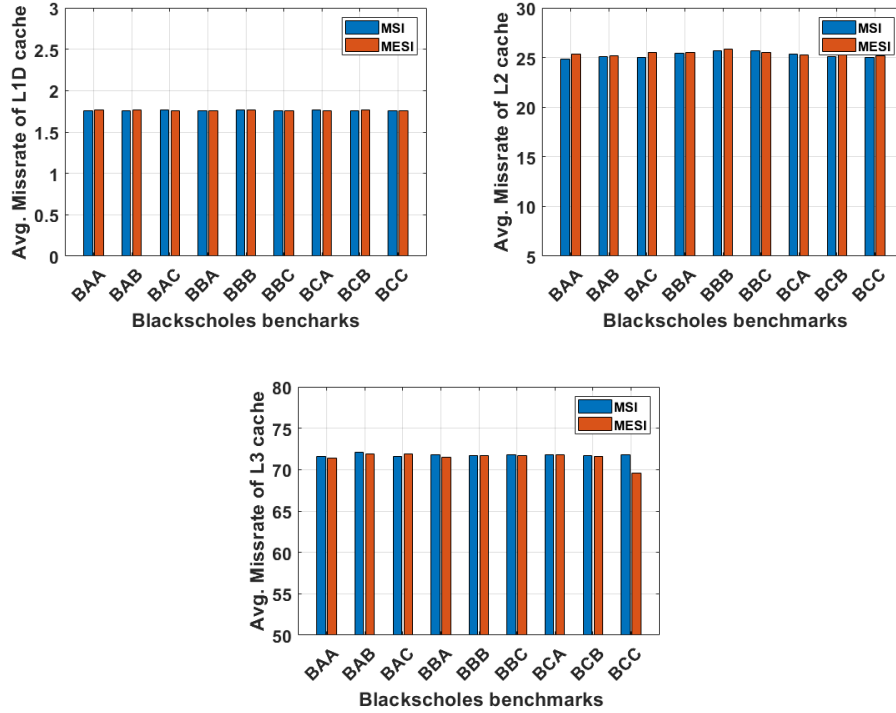 Avg. Missrate of L1D cache
3
2.5
2
1.5
1
0.5
0
MSI
MESI
BAA BAB BAC BBA BBB BBC BCA BCB BCC
Blackscholes bencharks
Avg. Missrate of L2 cache
30
25
20
15
10
5
MSI
MESI
BAA BAB BAC BBA BBB BBC BCA BCB BCC
Blackscholes benchmarks
Avg. Missrate of L3 cache
80
75
70
65
60
55
50
MSI
MESI
BAA BAB BAC BBA BBB BBC BCA BCB BCC
Blackscholes benchmarks